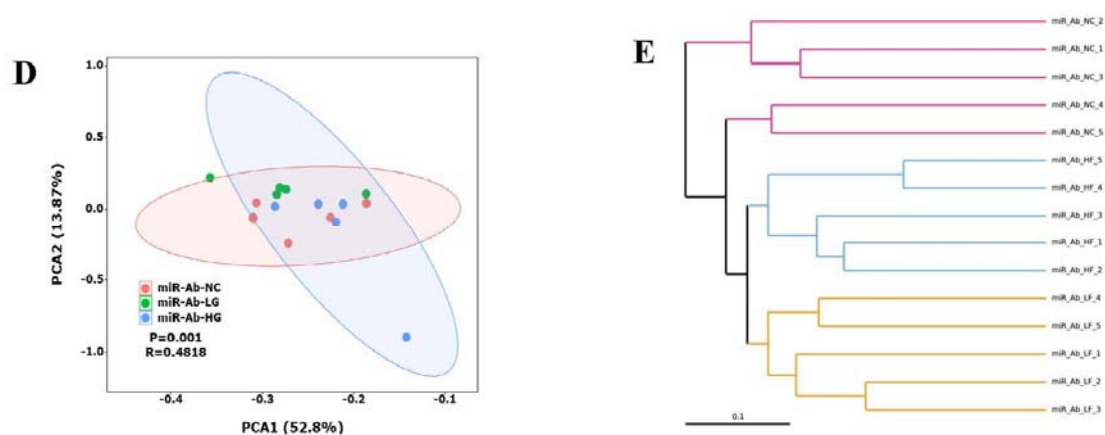 D
PCA2 (13.87%)
1.0
0.5
0.0
-0.5
-1.0
miR-Ab-NC
miR-Ab-LG
miR-Ab-HG
P=0.001
R=0.4818
-0.4
-0.3
-0.2
-0.1
PCA1 (52.8%)
E
miR_Ab_NC_2
miR_Ab_NC_1
miR_Ab_NC_3
miR_Ab_NC_4
miR_Ab_NC_5
miR_Ab_HF_5
miR_Ab_HF_4
miR_Ab_HF_3
miR_Ab_HF_1
miR_Ab_HF_2
miR_Ab_LF_4
miR_Ab_LF_5
miR_Ab_LF_1
miR_Ab_LF_2
miR_Ab_LF_3
0.1